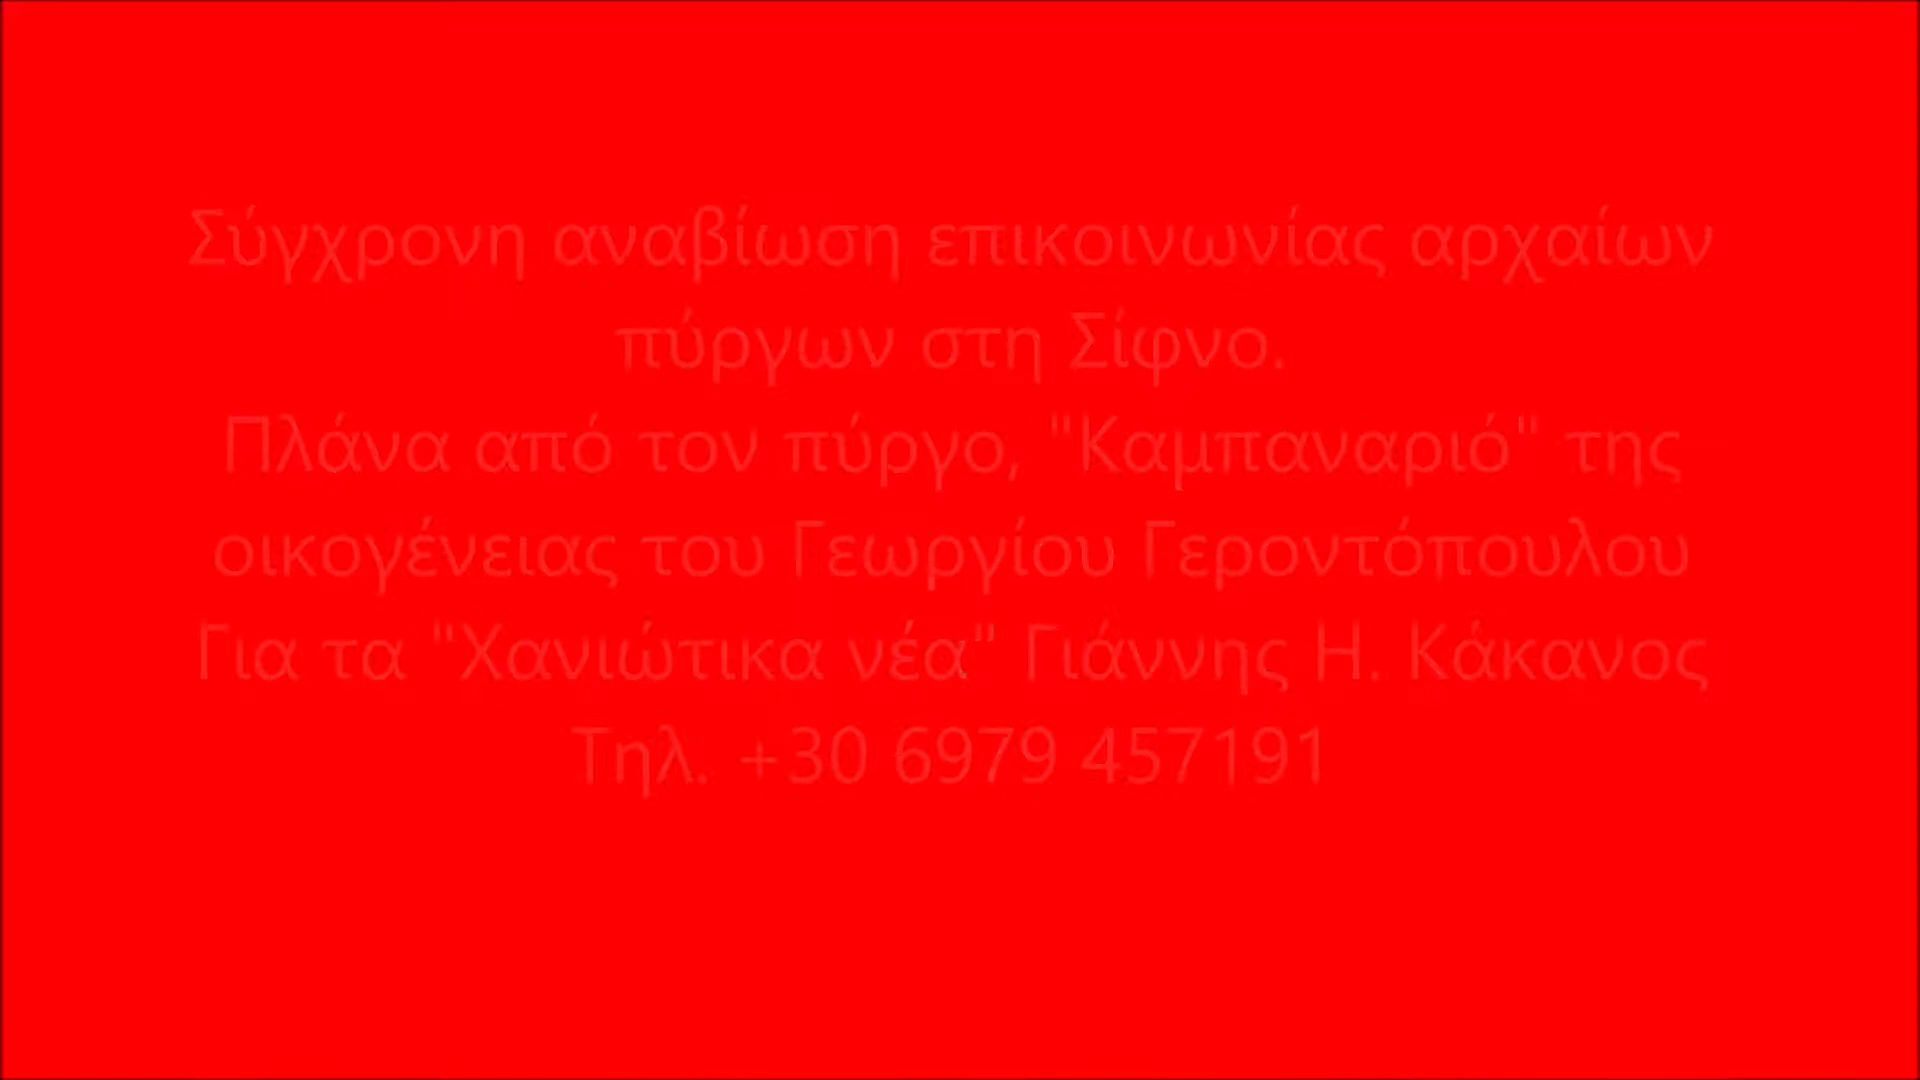 Σύγχρονη αναβίωση επικοινωνίας αρχαίων
πύργων στη Σίφνο.
Πλάνα από τον πύργο, "Καμπαναριό" της
οικογένειας του Γεωργίου Γεροντόπουλου
Για τα "Χανιώτικα νέα" Γιάννης Η. Κάκανος
Τηλ. +30 6979 457191